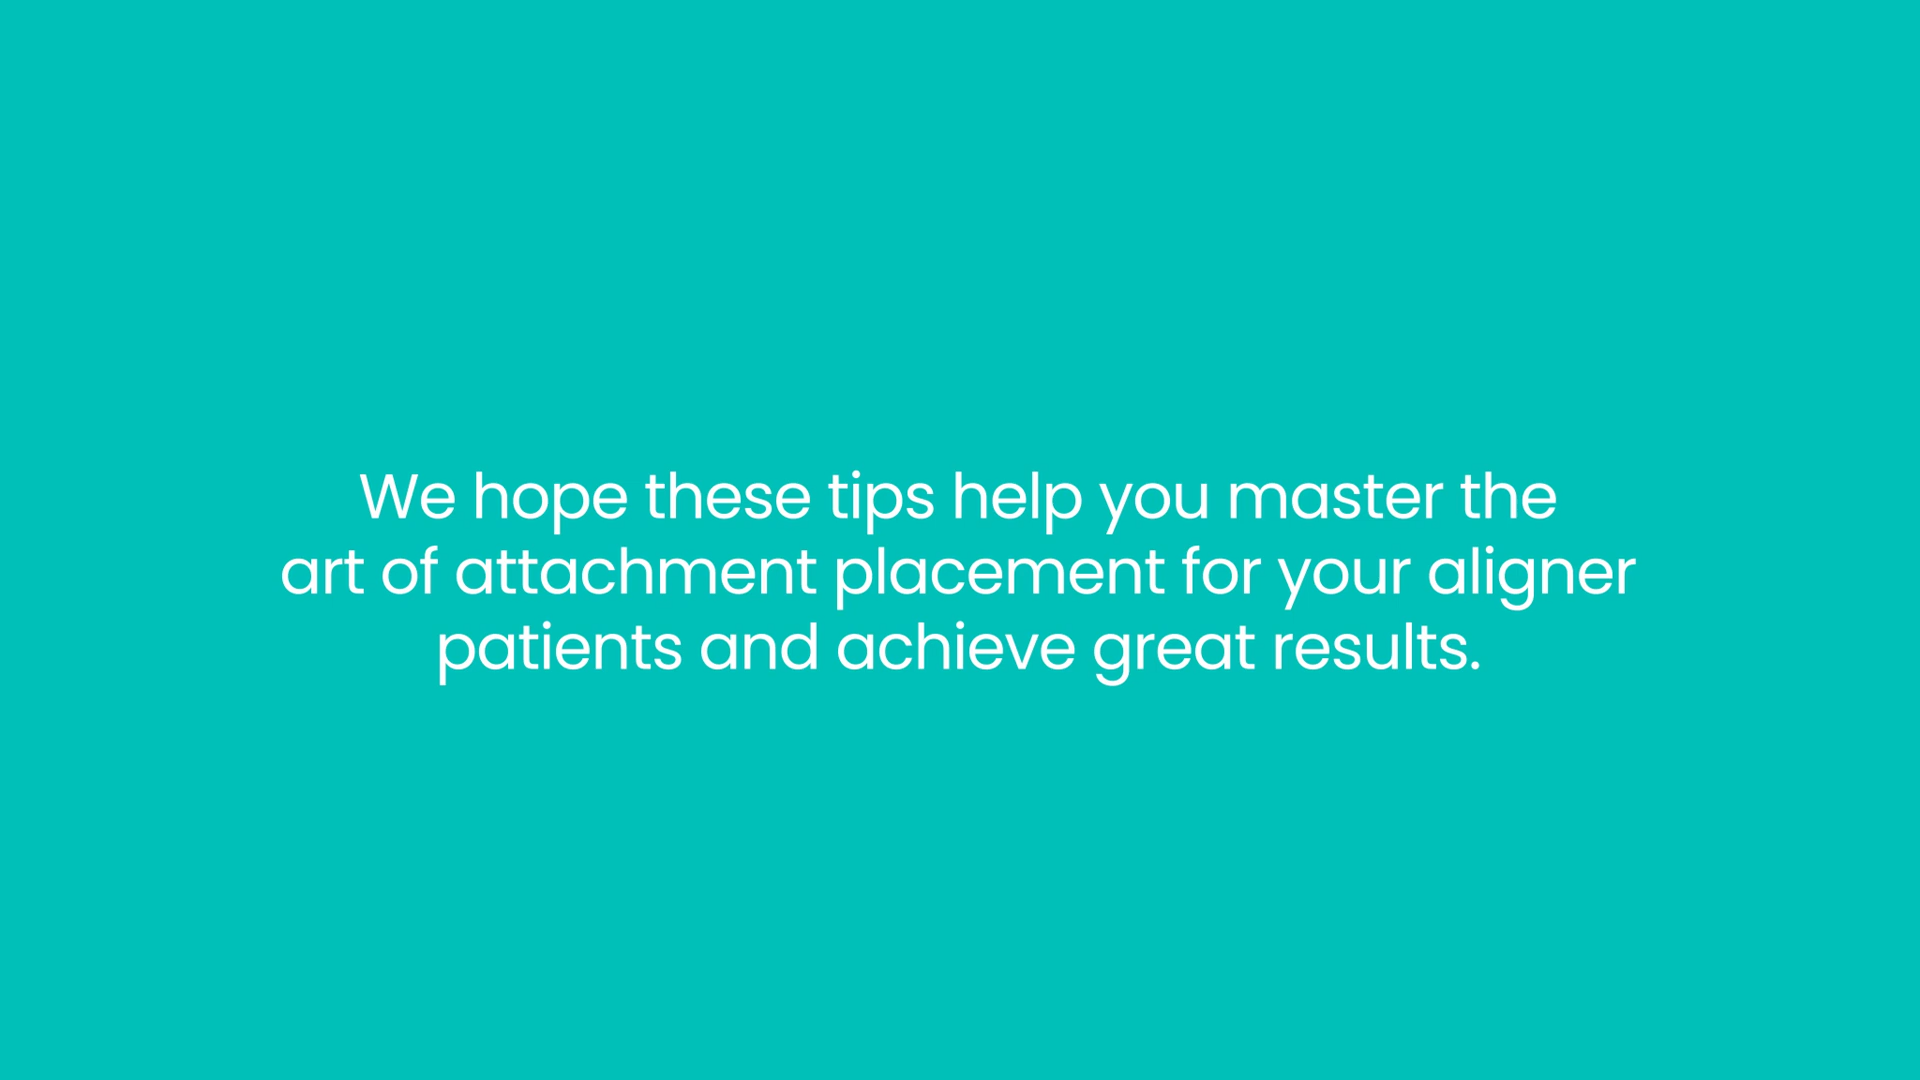 We hope these tips help you master the
art of attachment placement for your aligner
patients and achieve great results.